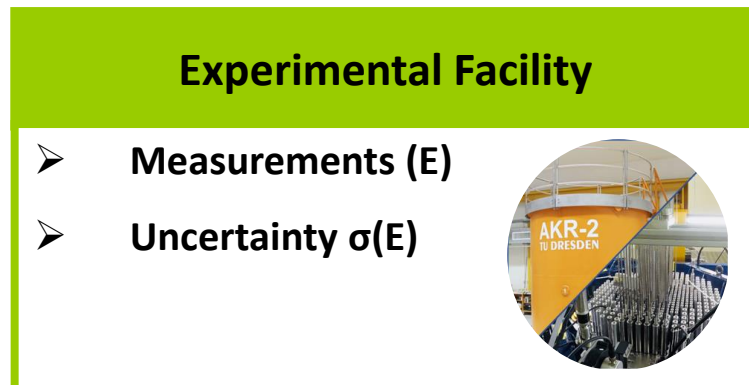 Experimental Facility
➢ Measurements (E)
➢ Uncertainty σ(E)
AKR-2
TU DRESDEN